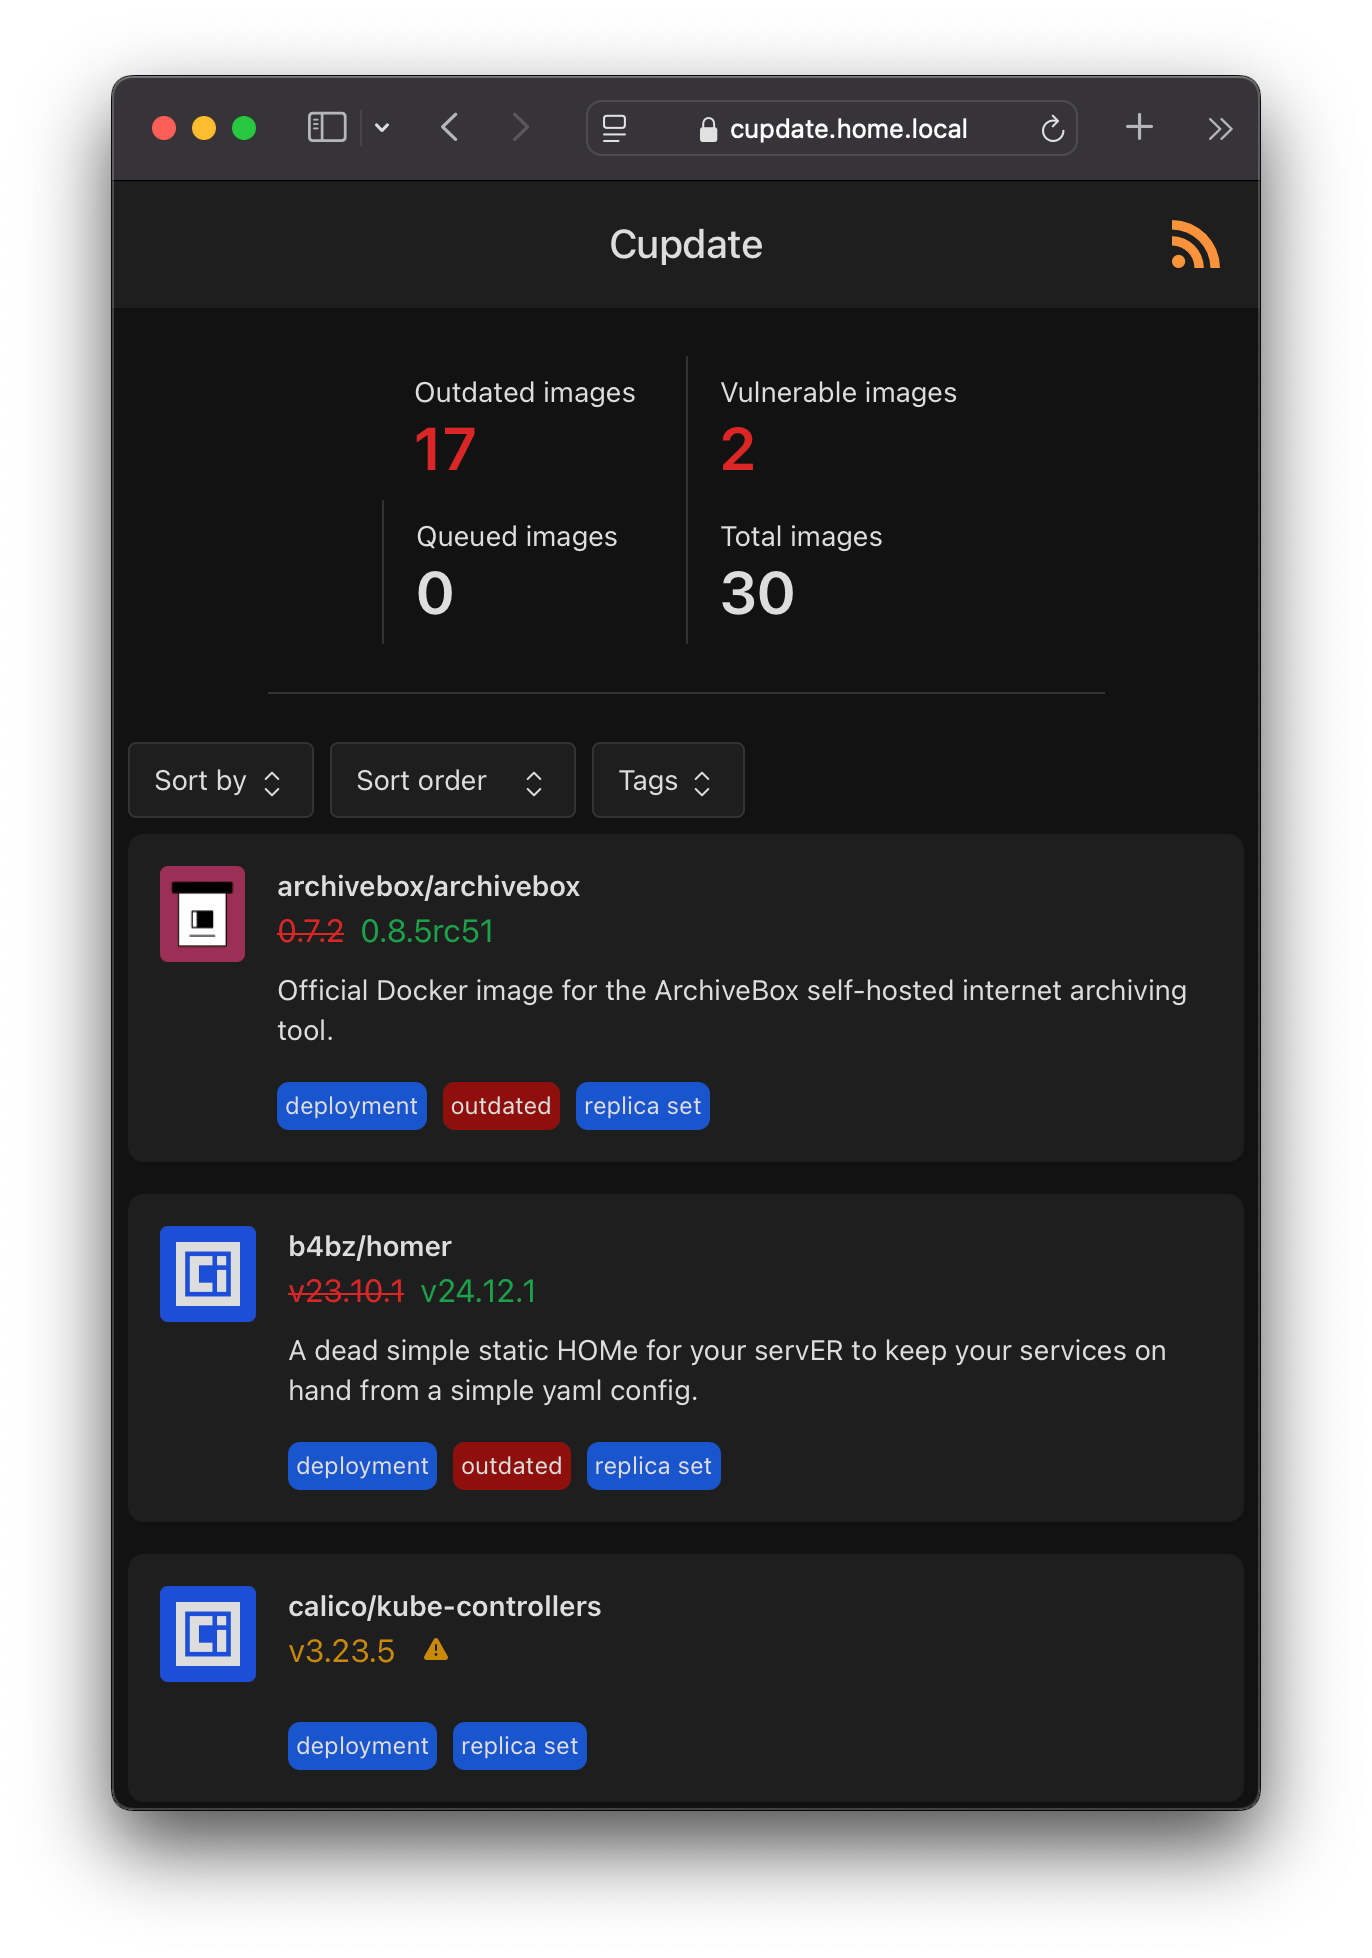 cupdate.home.local
Cupdate
Outdated images
17
Vulnerable images
2
Queued images
0
Total images
30
Sort by
Sort order
Tags
archivebox/archivebox
0.7.2 0.8.5rc51
Official Docker image for the ArchiveBox self-hosted internet archiving
tool.
deployment outdated replica set
b4bz/homer
v23.10.1 v24.12.1
A dead simple static HOMe for your servER to keep your services on
hand from a simple yaml config.
deployment outdated replica set
calico/kube-controllers
v3.23.5
deployment replica set